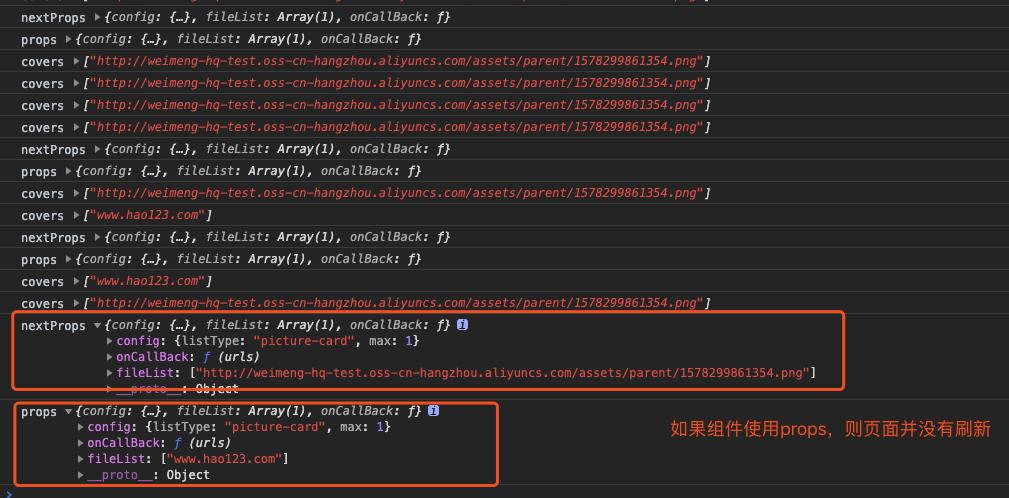 nextProps ▶{config: {…}, fileList: Array(1), onCallBack: ƒ}
props ▶{config: {…}, fileList: Array(1), onCallBack: ƒ}
covers ▶["http://weimeng-hq-test.oss-cn-hangzhou.aliyuncs.com/assets/parent/1578299861354.png"]
covers ▶["http://weimeng-hq-test.oss-cn-hangzhou.aliyuncs.com/assets/parent/1578299861354.png"]
covers ▶["http://weimeng-hq-test.oss-cn-hangzhou.aliyuncs.com/assets/parent/1578299861354.png"]
covers ▶["http://weimeng-hq-test.oss-cn-hangzhou.aliyuncs.com/assets/parent/1578299861354.png"]
nextProps ▶{config: {…}, fileList: Array(1), onCallBack: ƒ}
props ▶{config: {…}, fileList: Array(1), onCallBack: ƒ}
covers ▶["http://weimeng-hq-test.oss-cn-hangzhou.aliyuncs.com/assets/parent/1578299861354.png"]
covers ▶["www.hao123.com"]
nextProps ▶{config: {…}, fileList: Array(1), onCallBack: ƒ}
props ▶{config: {…}, fileList: Array(1), onCallBack: ƒ}
covers ▶["www.hao123.com"]
covers ▶["http://weimeng-hq-test.oss-cn-hangzhou.aliyuncs.com/assets/parent/1578299861354.png"]
nextProps ▼{config: {…}, fileList: Array(1), onCallBack: ƒ} i
▶config: {listType: "picture-card", max: 1}
▶onCallBack: ƒ (urls)
▶fileList: ["http://weimeng-hq-test.oss-cn-hangzhou.aliyuncs.com/assets/parent/1578299861354.png"]
▶__proto__: Object
props ▼{config: {…}, fileList: Array(1), onCallBack: ƒ} i
▶config: {listType: "picture-card", max: 1}
▶onCallBack: ƒ (urls)
▶fileList: ["www.hao123.com"]
▶__proto__: Object
如果组件使用props，则页面并没有刷新